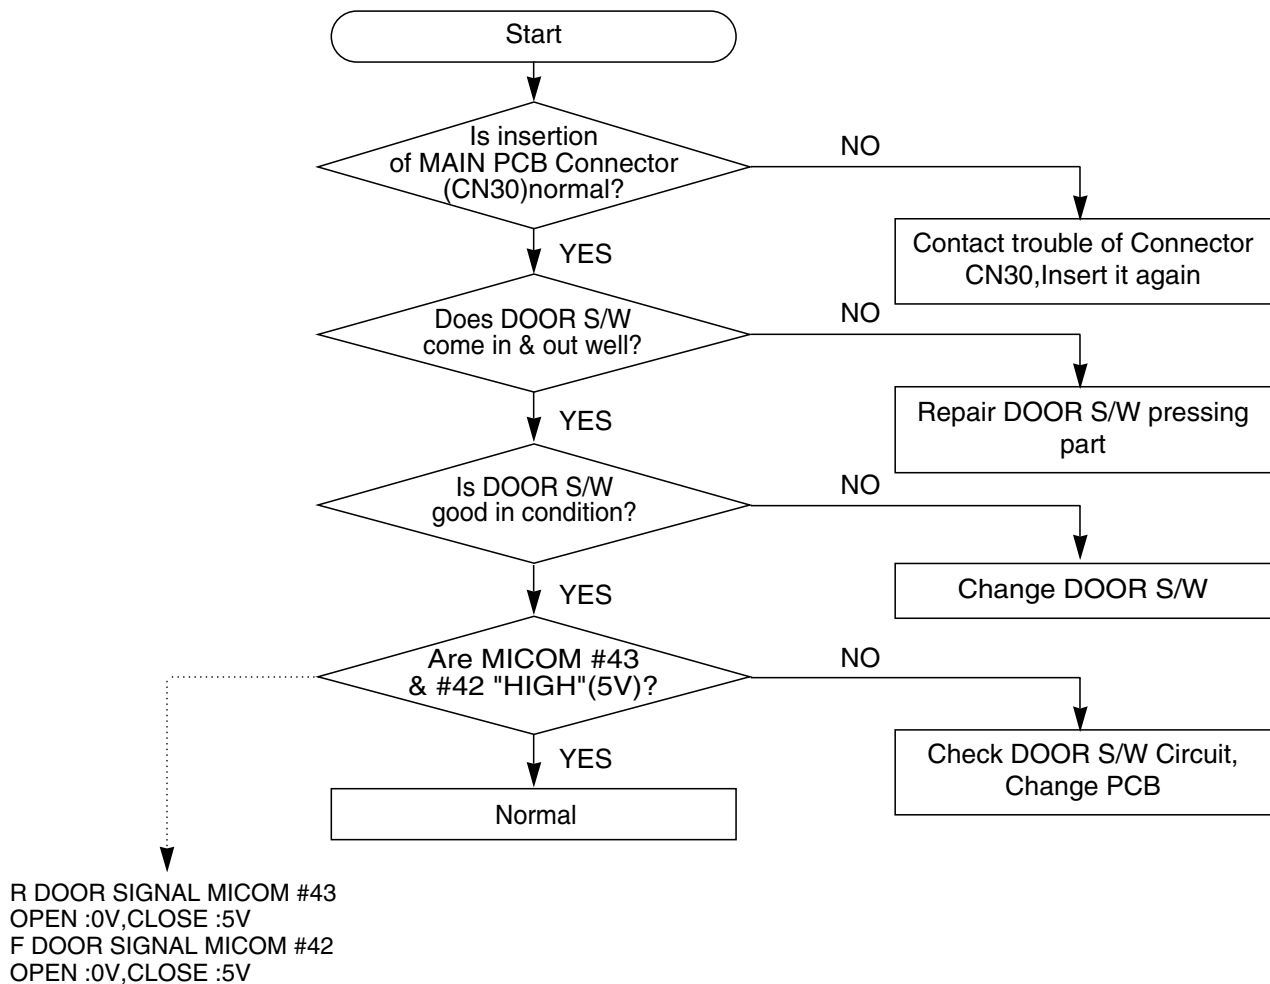 Start
Is insertion
of MAIN PCB Connector
(CN30)normal?
NO
Contact trouble of Connector
CN30,Insert it again
YES
Does DOOR S/W
come in & out well?
NO
Repair DOOR S/W pressing
part
YES
Is DOOR S/W
good in condition?
NO
Change DOOR S/W
YES
Are MICOM #43
& #42 "HIGH"(5V)?
NO
Check DOOR S/W Circuit,
Change PCB
YES
Normal
R DOOR SIGNAL MICOM #43
OPEN :0V,CLOSE :5V
F DOOR SIGNAL MICOM #42
OPEN :0V,CLOSE :5V